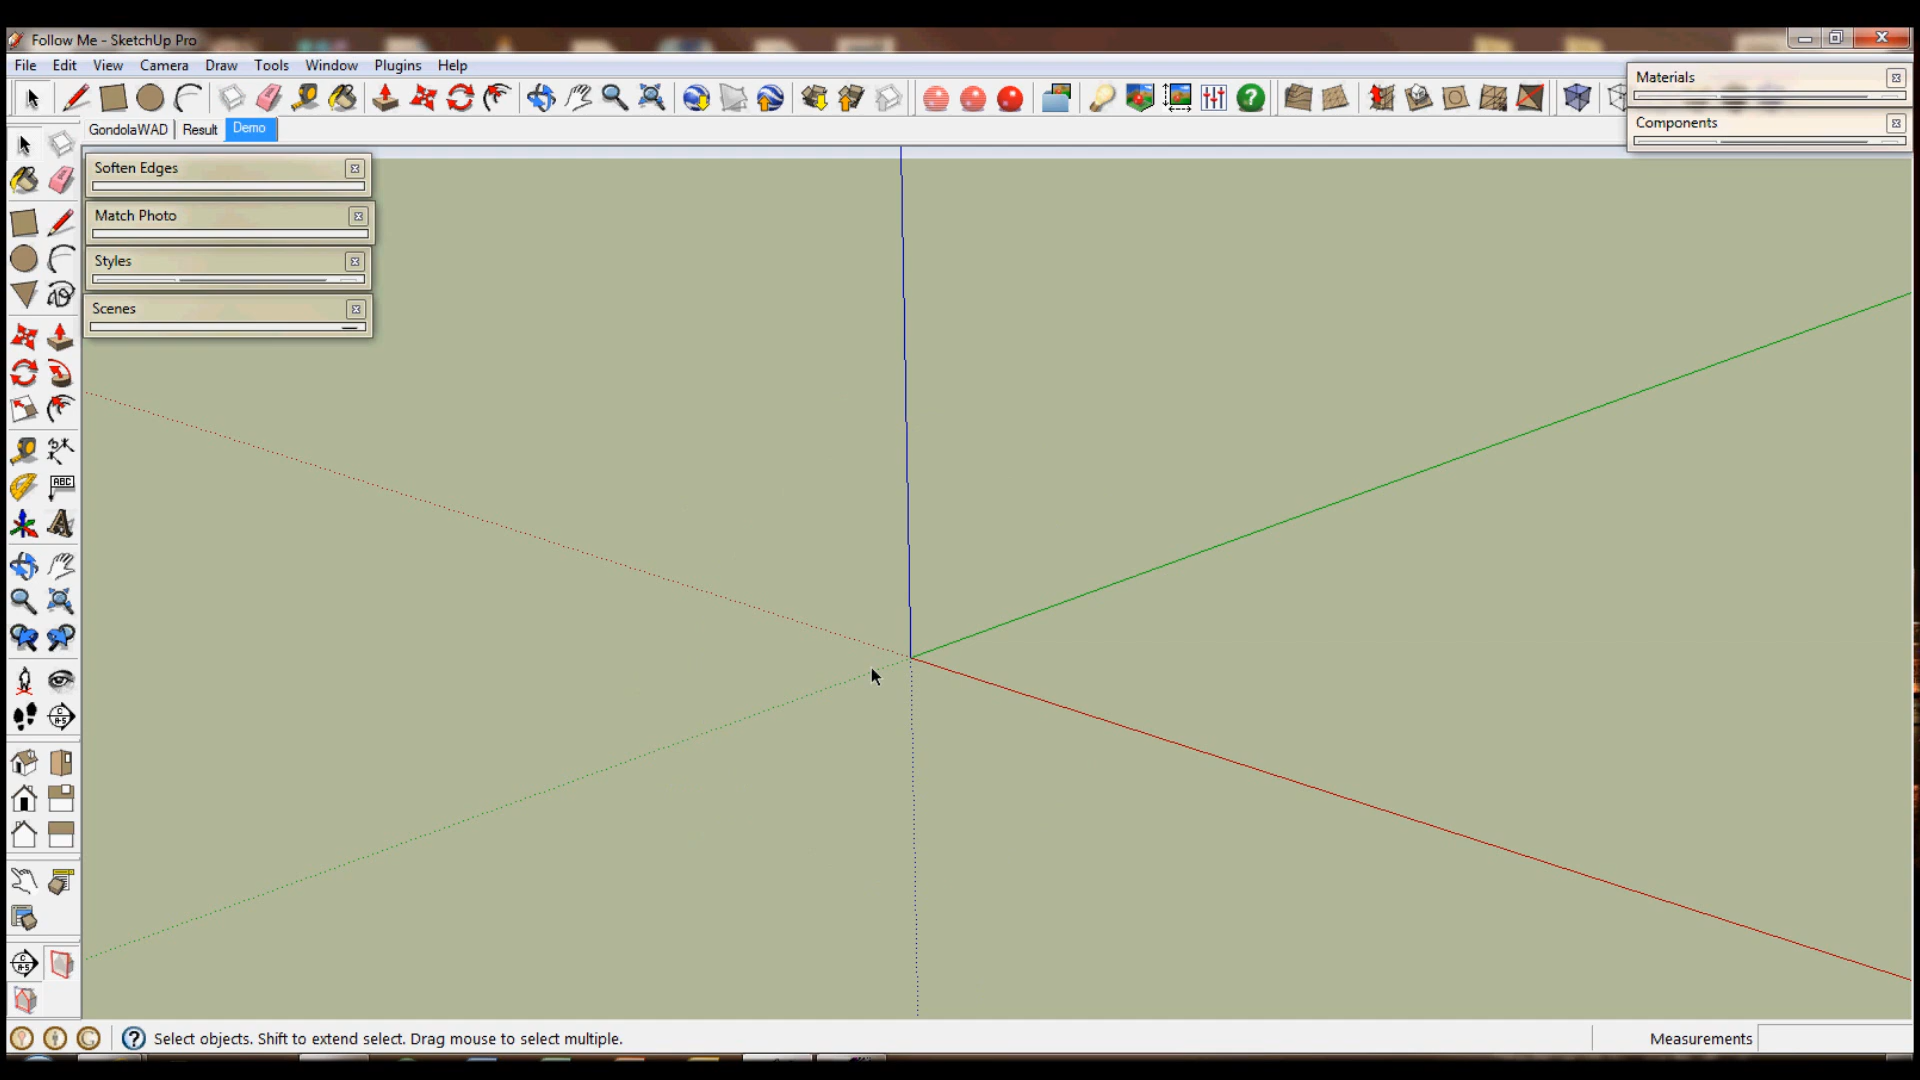 Follow Me - SketchUp Pro
File Edit View Camera Draw Tools Window Plugins Help
Materials
Components
GondolaWAD Result Demo
Soften Edges
Match Photo
Styles
Scenes
ABC
Select objects. Shift to extend select. Drag mouse to select multiple.
Measurements